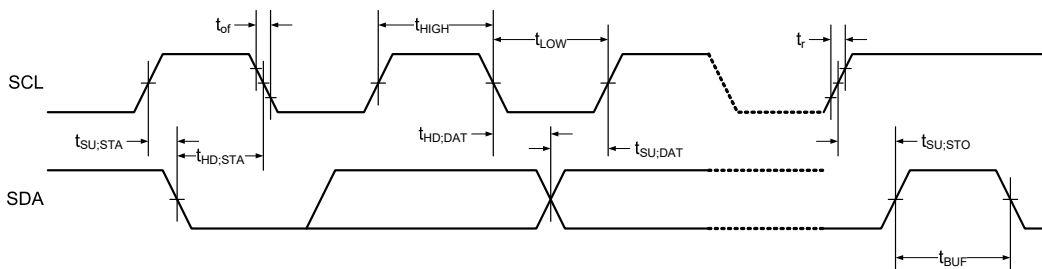 t_of
t_HIGH
t_LOW
t_r
SCL
t_SU;STA
t_HD;STA
t_HD;DAT
t_SU;DAT
t_SU;STO
SDA
t_BUF